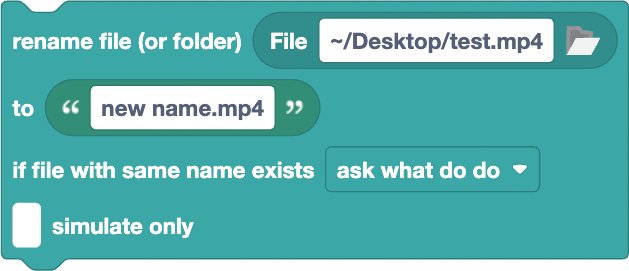 rename file (or folder) File ~/Desktop/test.mp4
to “ new name.mp4 ”
if file with same name exists ask what do do
simulate only